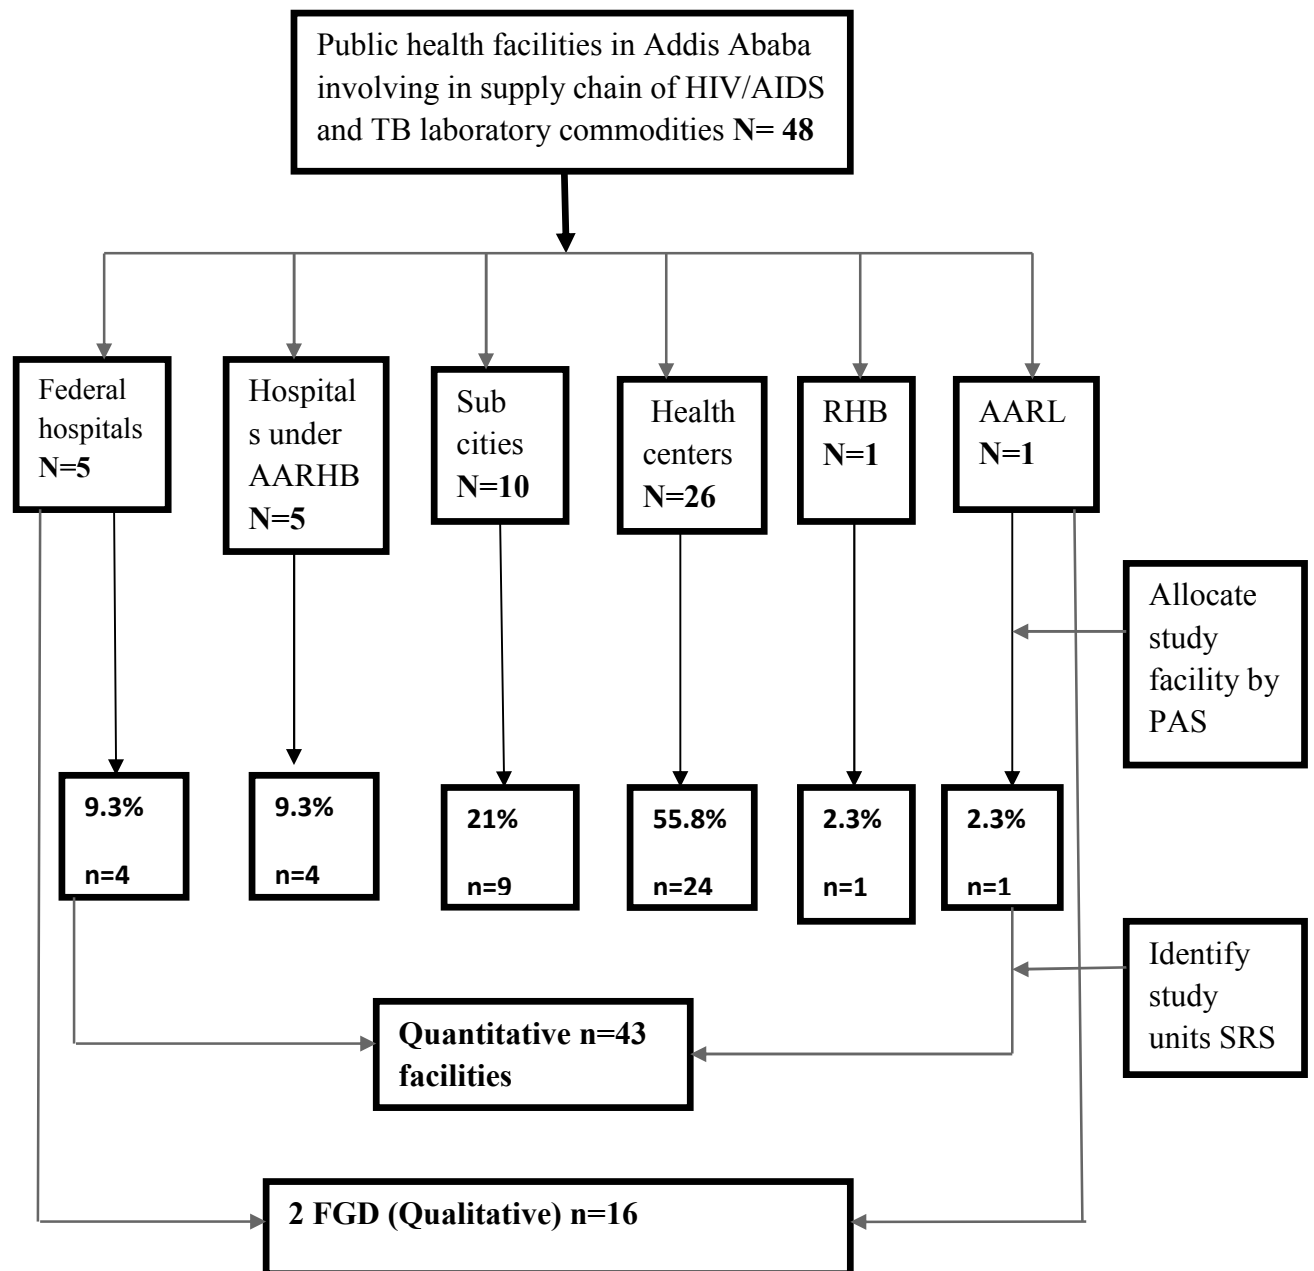 Public health facilities in Addis Ababa
involving in supply chain of HIV/AIDS
and TB laboratory commodities N= 48
Federal
hospitals
N=5
Hospital
s under
AARHB
N=5
Sub
cities
N=10
Health
centers
N=26
RHB
N=1
AARL
N=1
Allocate
study
facility by
PAS
9.3%
n=4
9.3%
n=4
21%
n=9
55.8%
n=24
2.3%
n=1
2.3%
n=1
Identify
study
units SRS
Quantitative n=43
facilities
2 FGD (Qualitative) n=16